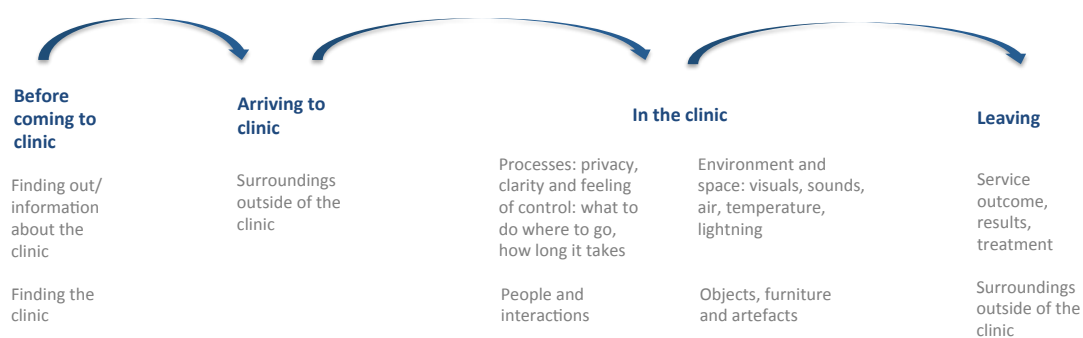 Before
coming to
clinic
Finding out/
information
about the
clinic
Finding the
clinic
Arriving to
clinic
Surroundings
outside of the
clinic
In the clinic
Processes: privacy,
clarity and feeling
of control: what to
do where to go,
how long it takes
People and
interactions
Environment and
space: visuals, sounds,
air, temperature,
lightning
Objects, furniture
and artefacts
Leaving
Service
outcome,
results,
treatment
Surroundings
outside of the
clinic